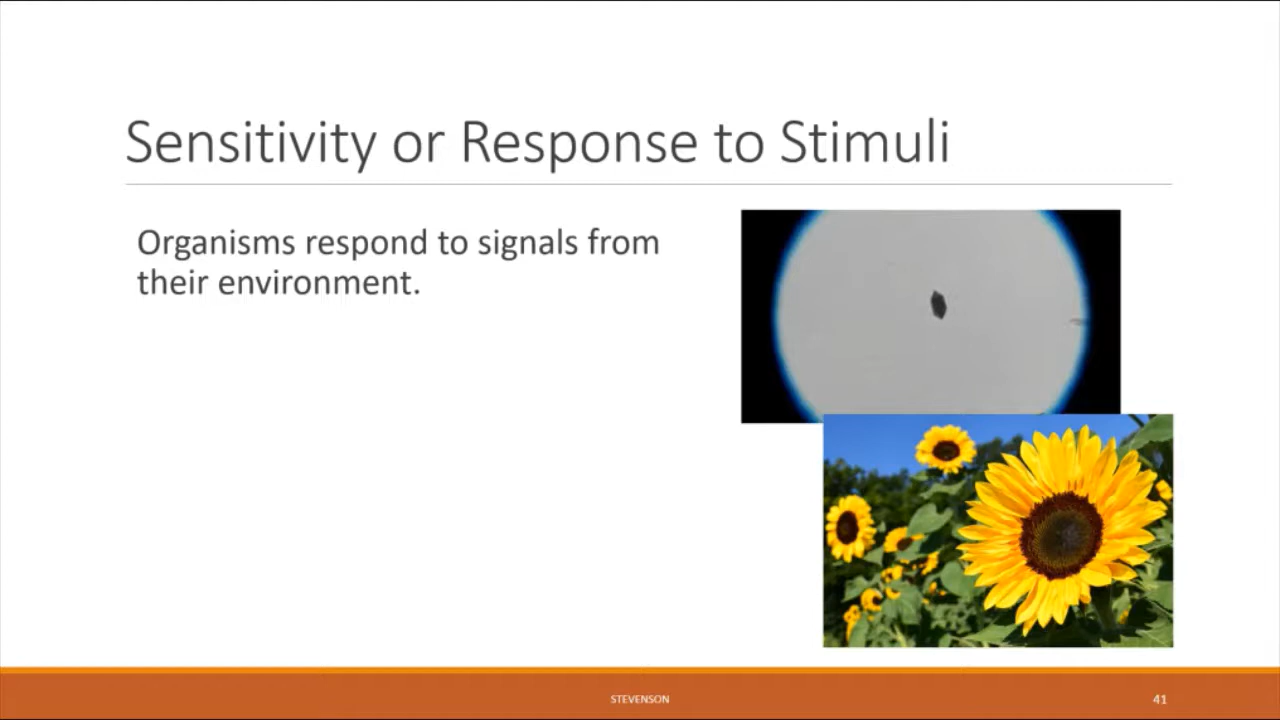 Sensitivity or Response to Stimuli
Organisms respond to signals from
their environment.
STEVENSON
41